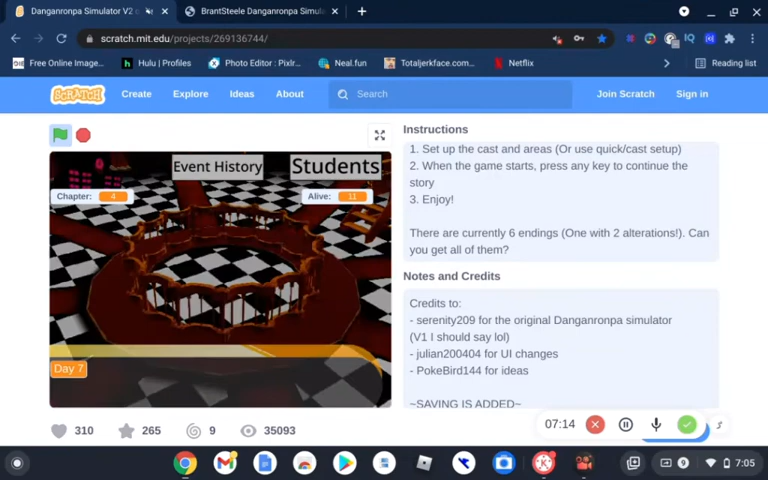 Danganronpa Simulator V2
BrantSteele Danganronpa Simul
scratch.mit.edu/projects/269136744/
Free Online Image...
Hulu | Profiles
Photo Editor : Pixlr...
Neal.fun
Totaljerkface.com...
Netflix
Reading list
SCRATCH
Create
Explore
Ideas
About
Search
Join Scratch
Sign in
Event History
Students
Chapter: 4
Alive: 11
Day 7
Instructions
1. Set up the cast and areas (Or use quick/cast setup)
2. When the game starts, press any key to continue the
story
3. Enjoy!
There are currently 6 endings (One with 2 alterations!). Can
you get all of them?
Notes and Credits
Credits to:
- serenity209 for the original Danganronpa simulator
(V1 I should say lol)
- julian200404 for UI changes
- PokeBird144 for ideas
~SAVING IS ADDED~
310
265
9
35093
07:14
9
7:05